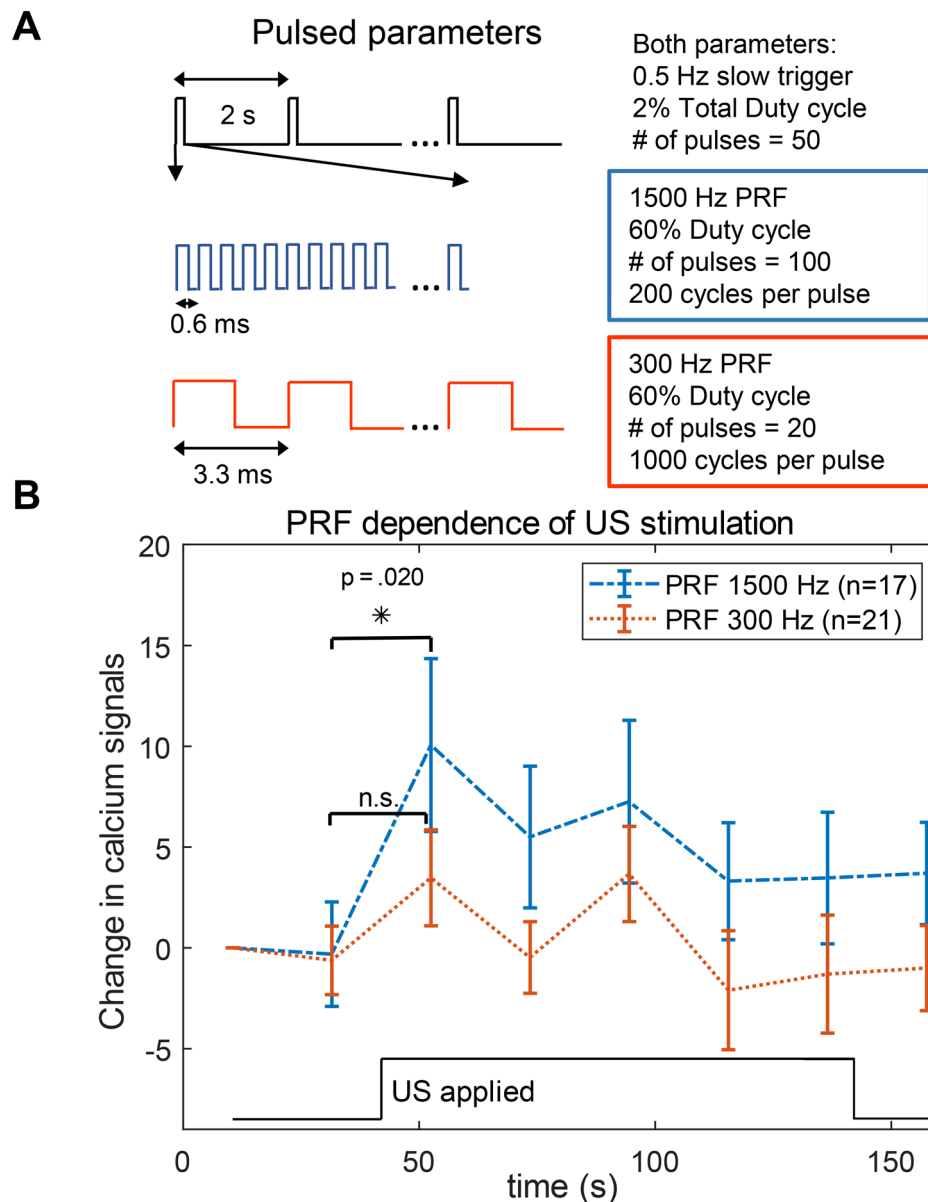 A
Pulsed parameters
2 s
...
Both parameters:
0.5 Hz slow trigger
2% Total Duty cycle
# of pulses = 50
...
0.6 ms
1500 Hz PRF
60% Duty cycle
# of pulses = 100
200 cycles per pulse
...
3.3 ms
300 Hz PRF
60% Duty cycle
# of pulses = 20
1000 cycles per pulse
B
PRF dependence of US stimulation
Change in calcium signals
20
15
10
5
0
-5
p = .020
*
n.s.
PRF 1500 Hz (n=17)
PRF 300 Hz (n=21)
US applied
0
50
100
150
time (s)